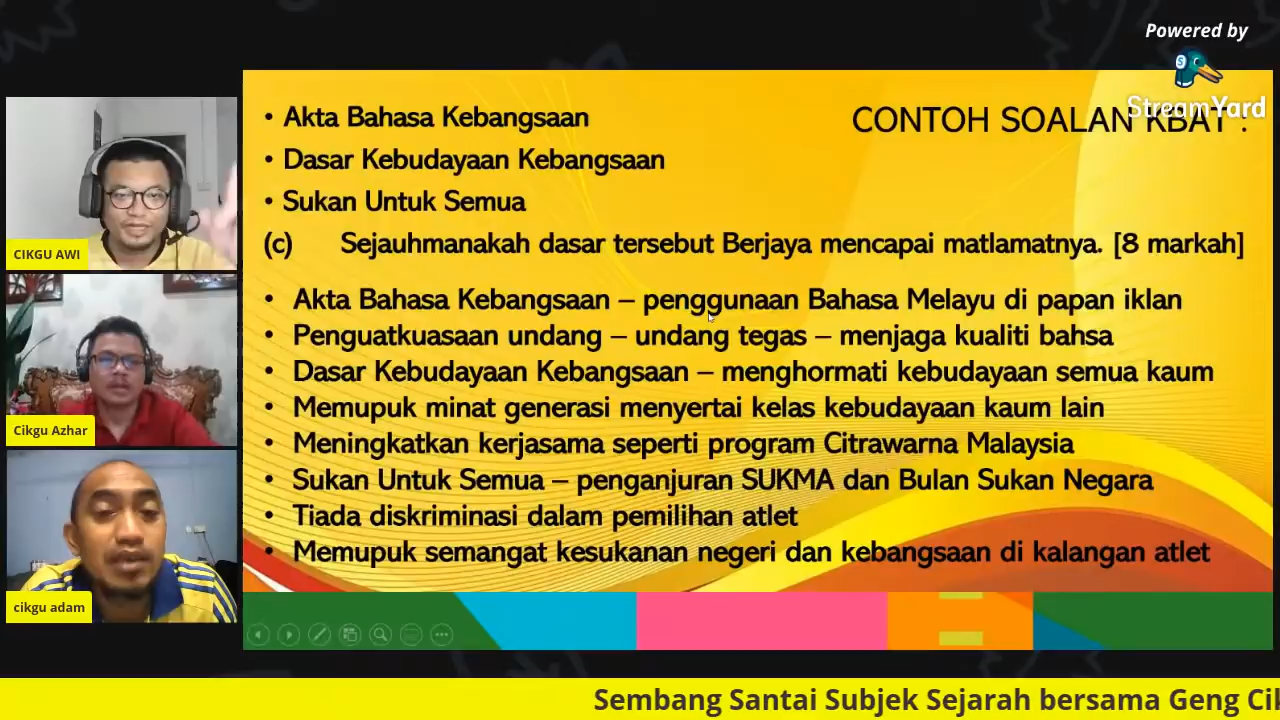 Powered by
StreamYard
CONTOH SOALAN KBAT :
• Akta Bahasa Kebangsaan
• Dasar Kebudayaan Kebangsaan
• Sukan Untuk Semua
(c) Sejauhmanakah dasar tersebut Berjaya mencapai matlamatnya. [8 markah]
• Akta Bahasa Kebangsaan – penggunaan Bahasa Melayu di papan iklan
• Penguatkuasaan undang – undang tegas – menjaga kualiti bahsa
• Dasar Kebudayaan Kebangsaan – menghormati kebudayaan semua kaum
• Memupuk minat generasi menyertai kelas kebudayaan kaum lain
• Meningkatkan kerjasama seperti program Citrawarna Malaysia
• Sukan Untuk Semua – penganjuran SUKMA dan Bulan Sukan Negara
• Tiada diskriminasi dalam pemilihan atlet
• Memupuk semangat kesukanan negeri dan kebangsaan di kalangan atlet
CIKGU AWI
Cikgu Azhar
cikgu adam
Sembang Santai Subjek Sejarah bersama Geng